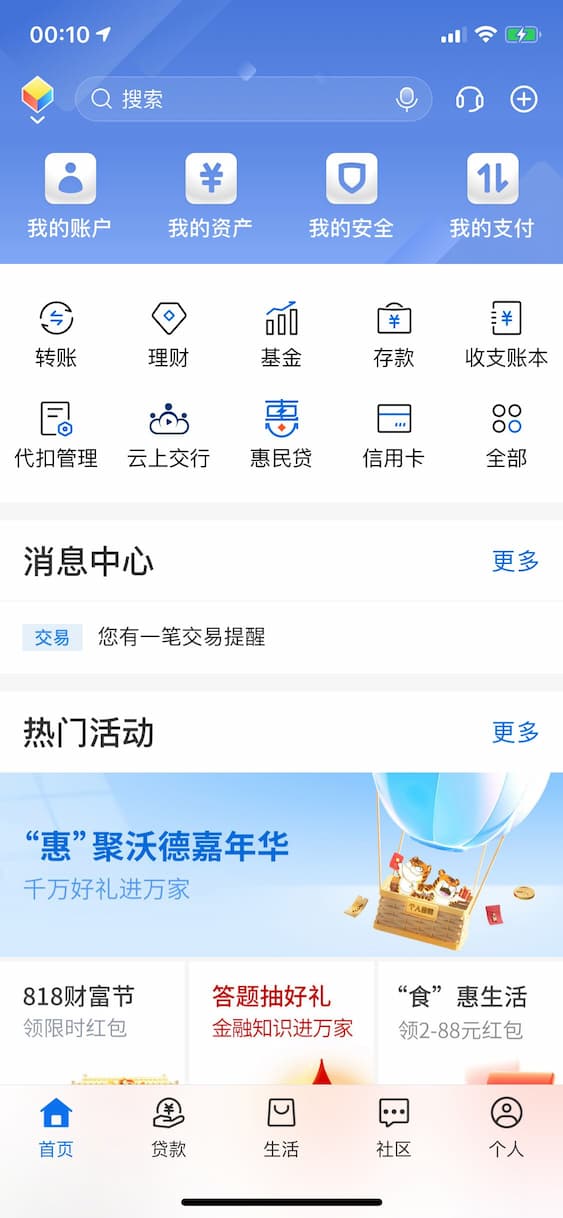 00:10
搜索
我的账户 我的资产 我的安全 我的支付
转账 理财 基金 存款 收支账本
代扣管理 云上交行 惠民贷 信用卡 全部
消息中心 更多
交易 您有一笔交易提醒
热门活动 更多
“惠”聚沃德嘉年华
千万好礼进万家
818财富节 答题抽好礼 “食”惠生活
领限时红包 金融知识进万家 领2-88元红包
首页 贷款 生活 社区 个人